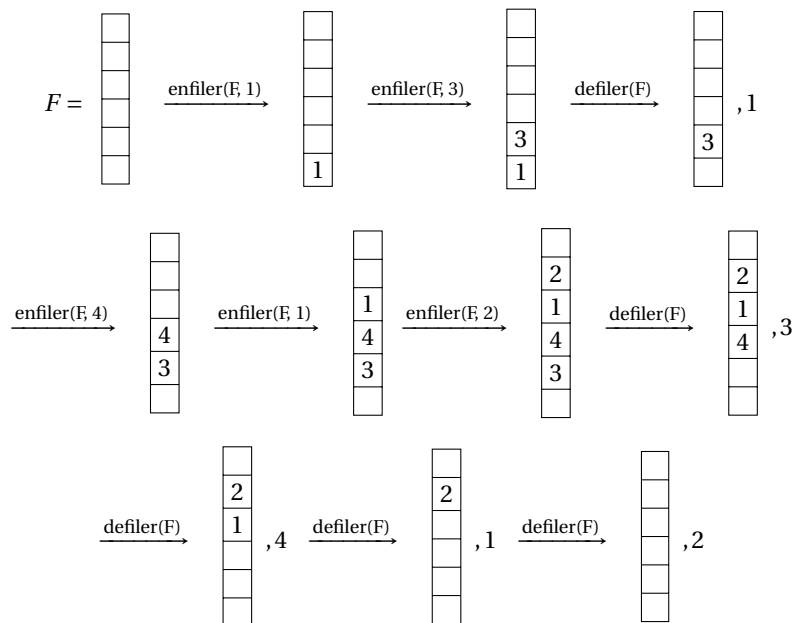 F = enfiler(F, 1) enfiler(F, 3) defiler(F) , 1
3 3
1 1
2 2
1 1 1
enfiler(F, 4) enfiler(F, 1) enfiler(F, 2) defiler(F) , 3
4 4 4 4
3 3 3
2 2
1
defiler(F) , 4 defiler(F) , 1 defiler(F) , 2